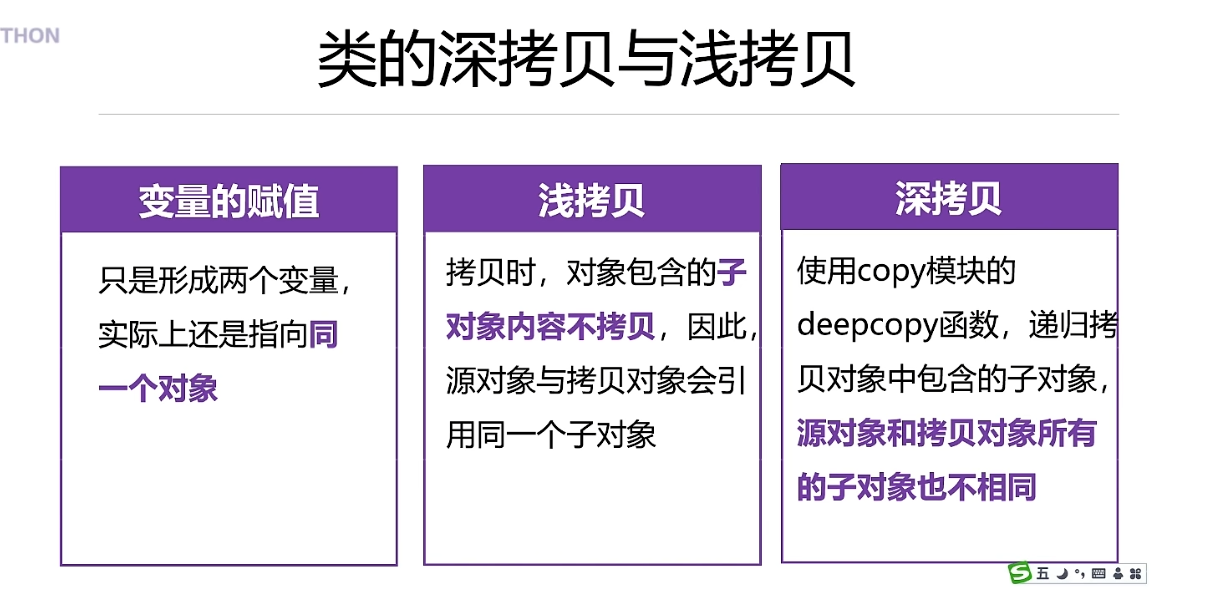 THON
类的深拷贝与浅拷贝
变量的赋值
只是形成两个变量，
实际上还是指向同
一个对象
浅拷贝
拷贝时，对象包含的子
对象内容不拷贝，因此，
源对象与拷贝对象会引
用同一个子对象
深拷贝
使用copy模块的
deepcopy函数，递归拷
贝对象中包含的子对象，
源对象和拷贝对象所有
的子对象也不相同
S 五